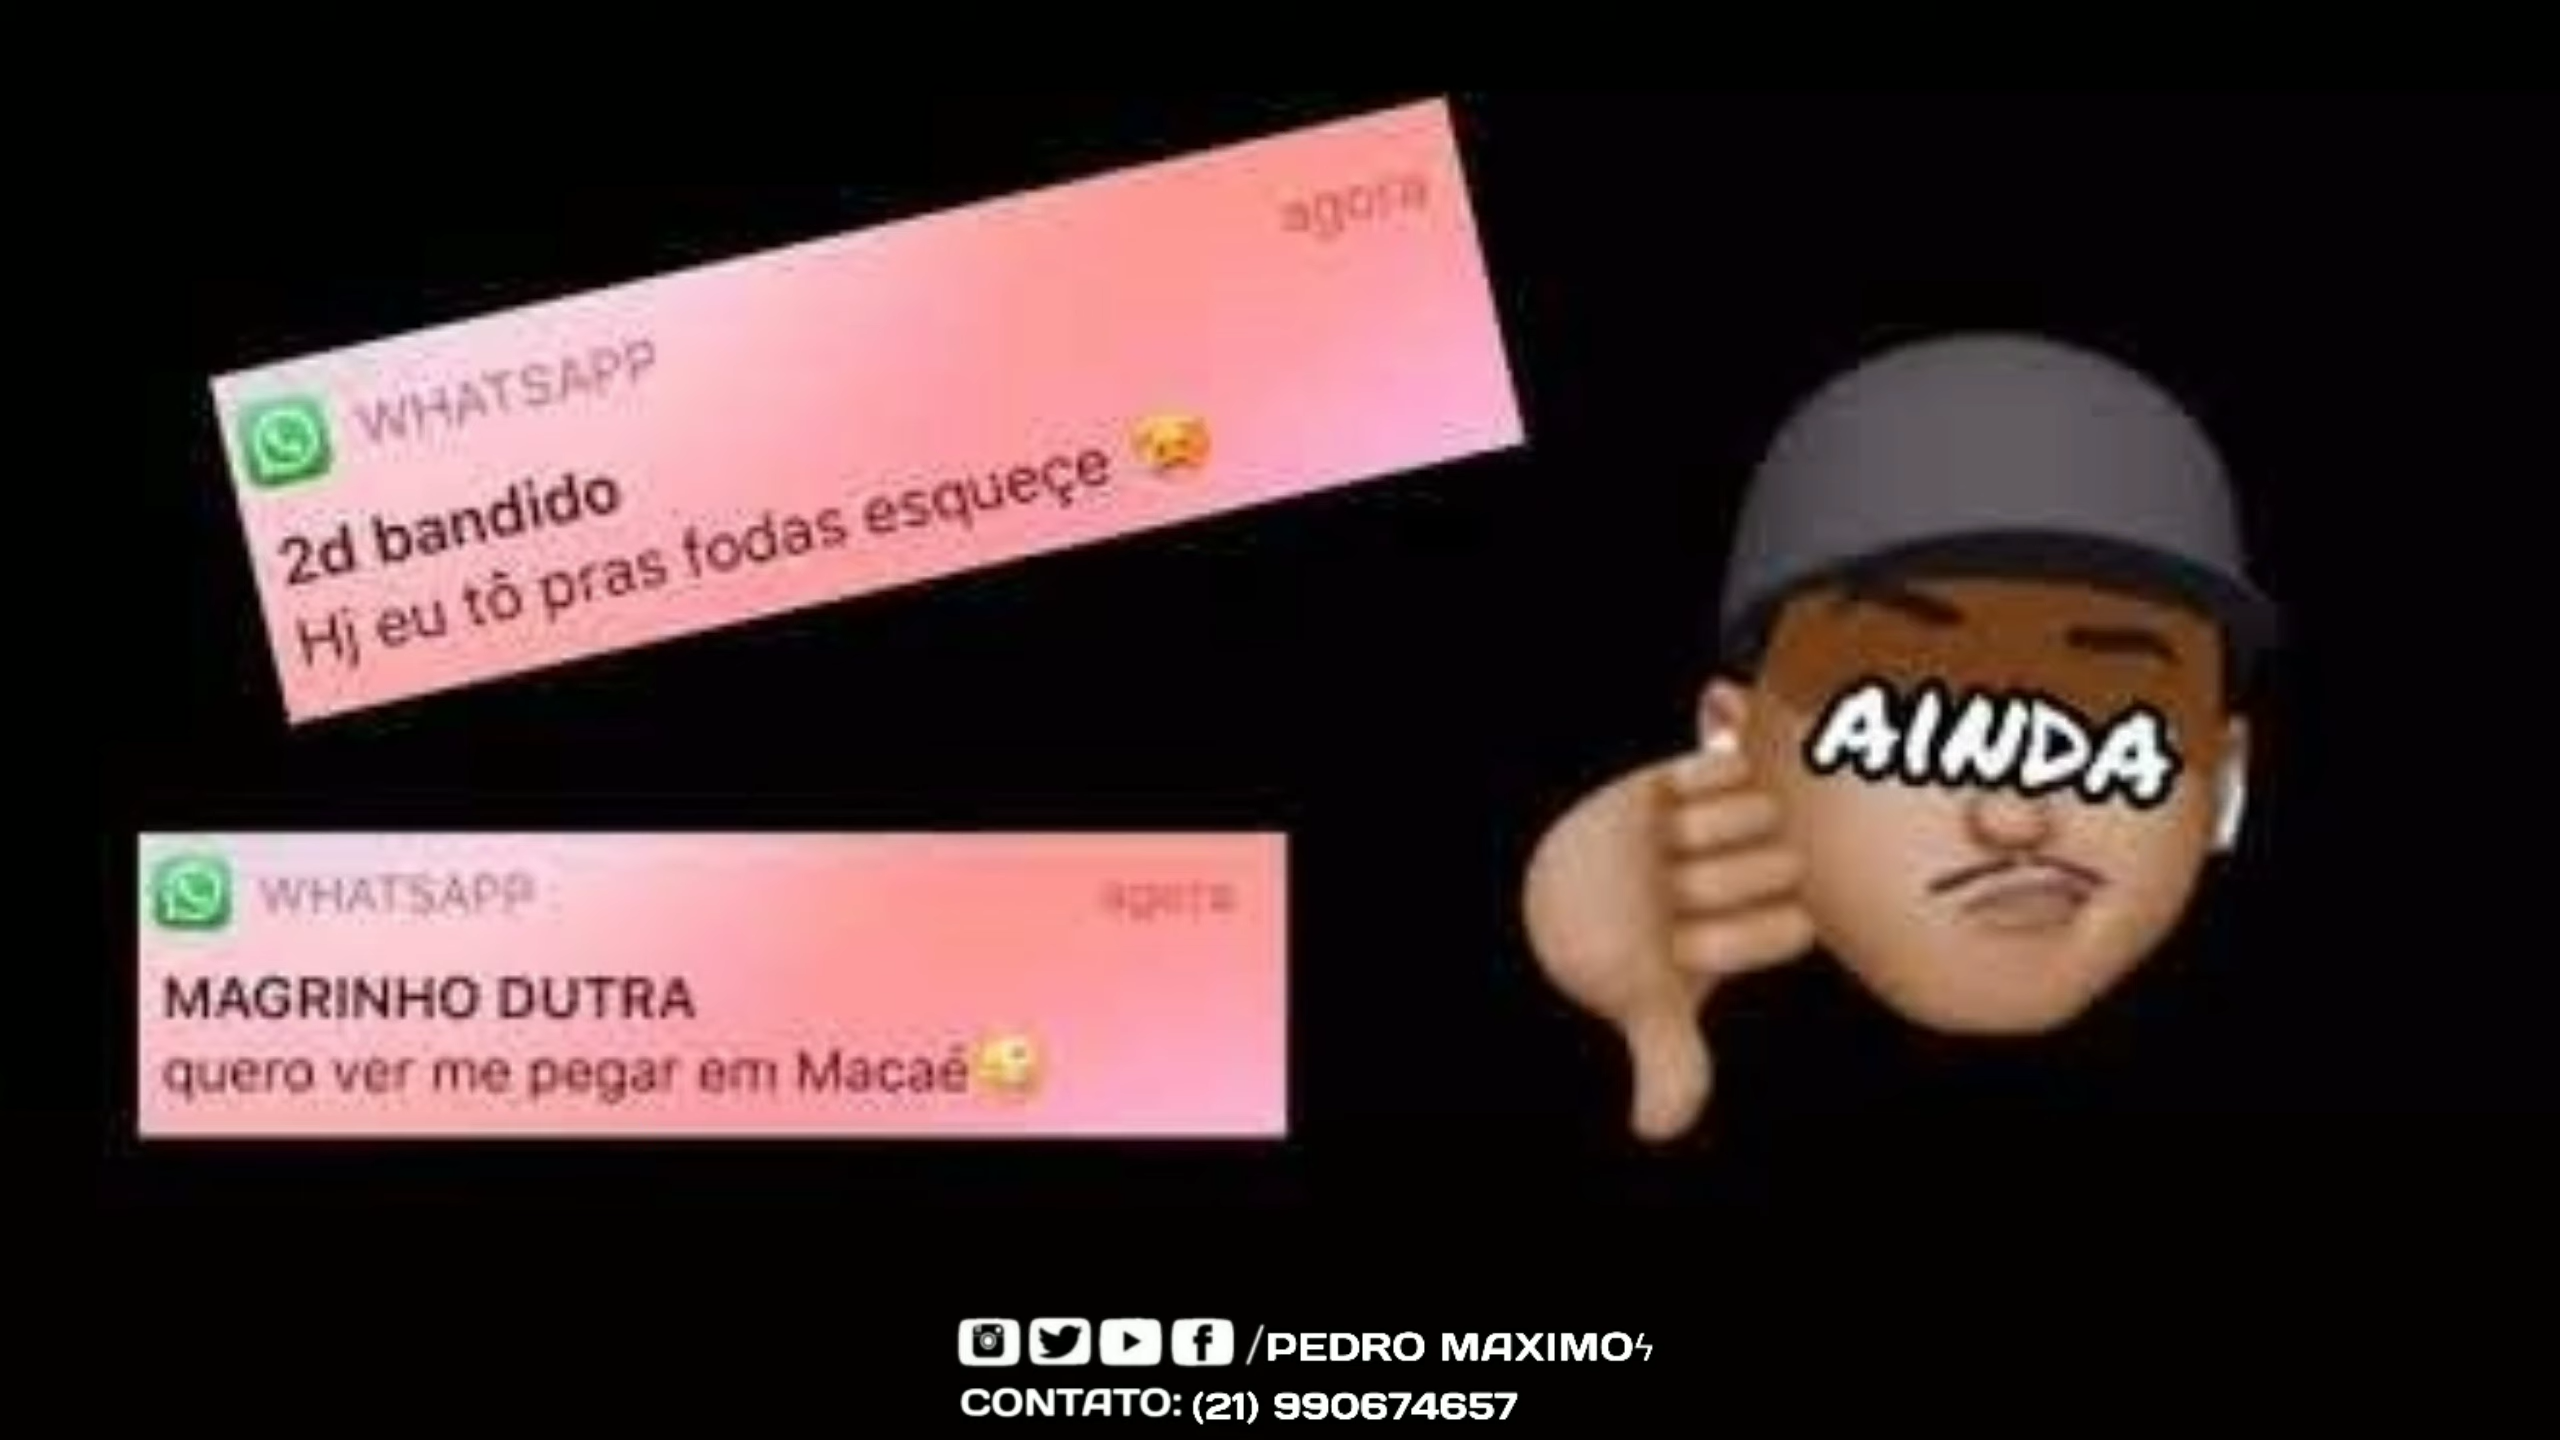 WHATSAPP
agora
2d bandido
Hj eu tô pras fodas esqueçe
WHATSAPP
agora
MAGRINHO DUTRA
quero ver me pegar em Macaé
AINDA
/PEDRO MAXIMO
CONTATO: (21) 990674657